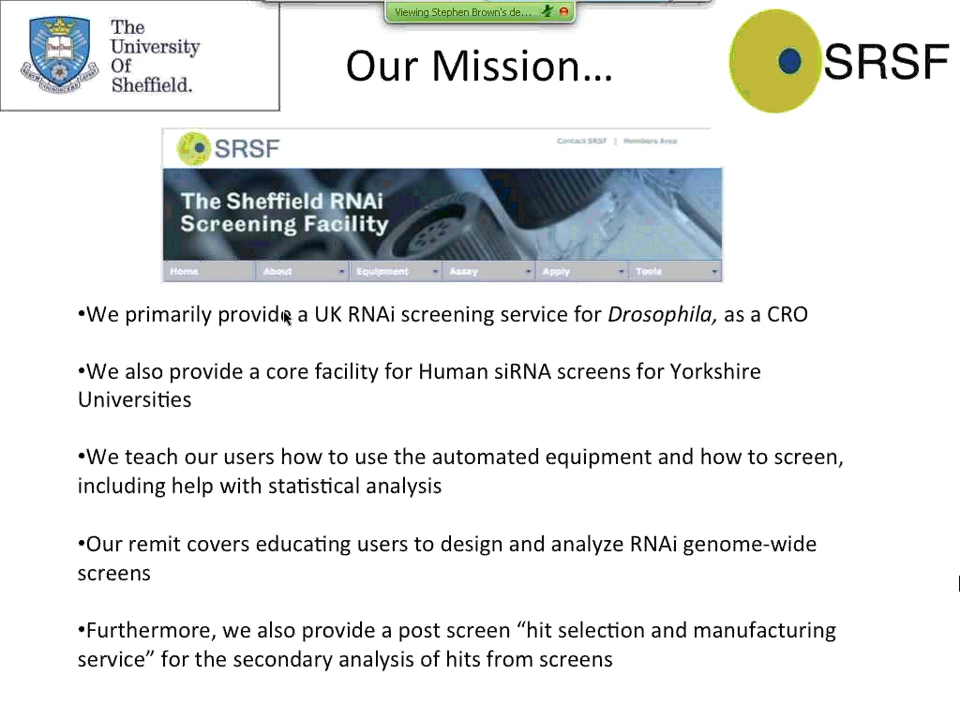 Viewing Stephen Brown's de...
The
University
Of
Sheffield.
Our Mission...
SRSF
SRSF
Contact SRSF | Members Area
The Sheffield RNAi
Screening Facility
Home About Equipment Assay Apply Tools
•We primarily provide a UK RNAi screening service for Drosophila, as a CRO
•We also provide a core facility for Human siRNA screens for Yorkshire
Universities
•We teach our users how to use the automated equipment and how to screen,
including help with statistical analysis
•Our remit covers educating users to design and analyze RNAi genome-wide
screens
•Furthermore, we also provide a post screen “hit selection and manufacturing
service” for the secondary analysis of hits from screens